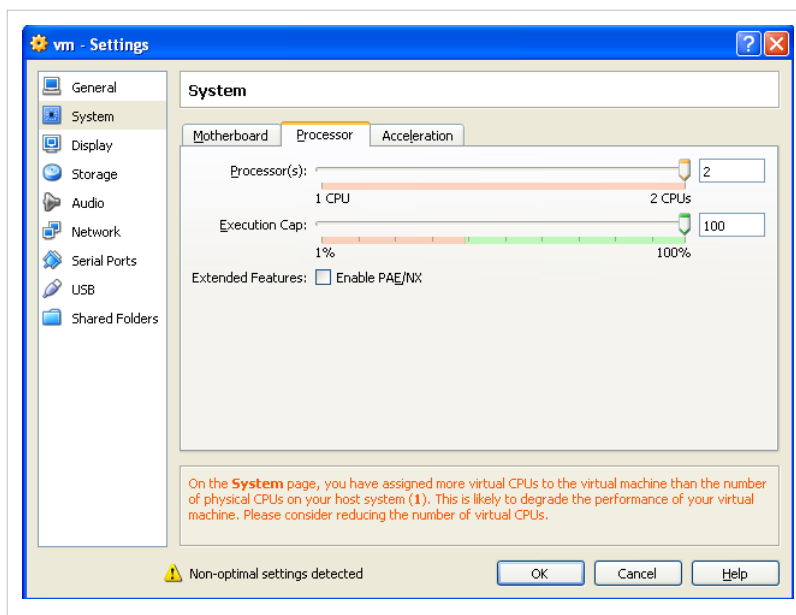 vm - Settings
General
System
Display
Storage
Audio
Network
Serial Ports
USB
Shared Folders
System
Motherboard Processor Acceleration
Processor(s): 2
1 CPU 2 CPUs
Execution Cap: 100
1% 100%
Extended Features: Enable PAE/NX
On the System page, you have assigned more virtual CPUs to the virtual machine than the number
of physical CPUs on your host system (1). This is likely to degrade the performance of your virtual
machine. Please consider reducing the number of virtual CPUs.
Non-optimal settings detected OK Cancel Help